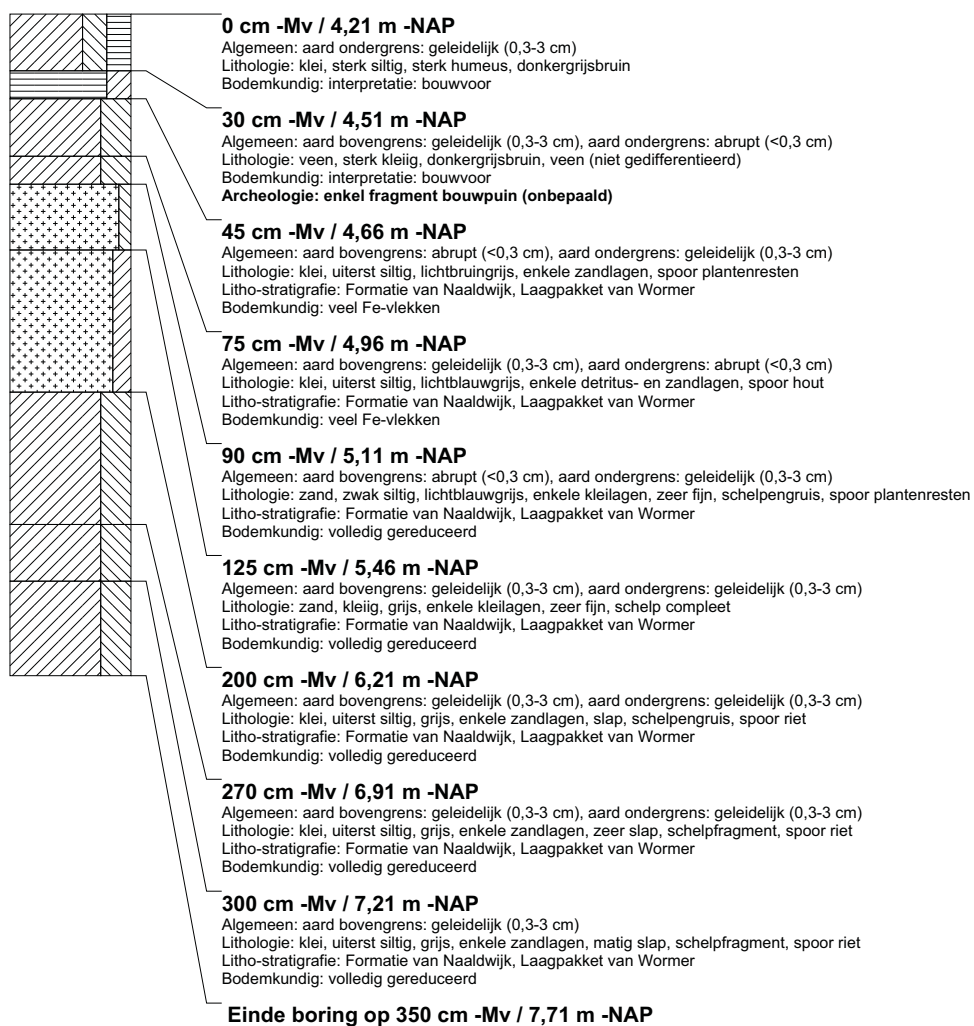 0 cm -Mv / 4,21 m -NAP
Algemeen: aard ondergrens: geleidelijk (0,3-3 cm)
Lithologie: klei, sterk siltig, sterk humeus, donkergrijsbruin
Bodemkundig: interpretatie: bouwvoor
30 cm -Mv / 4,51 m -NAP
Algemeen: aard bovengrens: geleidelijk (0,3-3 cm), aard ondergrens: abrupt (<0,3 cm)
Lithologie: veen, sterk kleiig, donkergrijsbruin, veen (niet gedifferentieerd)
Bodemkundig: interpretatie: bouwvoor
Archeologie: enkel fragment bouwpuin (onbepaald)
45 cm -Mv / 4,66 m -NAP
Algemeen: aard bovengrens: abrupt (<0,3 cm), aard ondergrens: geleidelijk (0,3-3 cm)
Lithologie: klei, uiterst siltig, lichtbruingrijs, enkele zandlagen, spoor plantenresten
Litho-stratigrafie: Formatie van Naaldwijk, Laagpakket van Wormer
Bodemkundig: veel Fe-vlekken
75 cm -Mv / 4,96 m -NAP
Algemeen: aard bovengrens: geleidelijk (0,3-3 cm), aard ondergrens: abrupt (<0,3 cm)
Lithologie: klei, uiterst siltig, lichtblauwgrijs, enkele detritus- en zandlagen, spoor hout
Litho-stratigrafie: Formatie van Naaldwijk, Laagpakket van Wormer
Bodemkundig: veel Fe-vlekken
90 cm -Mv / 5,11 m -NAP
Algemeen: aard bovengrens: abrupt (<0,3 cm), aard ondergrens: geleidelijk (0,3-3 cm)
Lithologie: zand, zwak siltig, lichtblauwgrijs, enkele kleilagen, zeer fijn, schelpengruis, spoor plantenresten
Litho-stratigrafie: Formatie van Naaldwijk, Laagpakket van Wormer
Bodemkundig: volledig gereduceerd
125 cm -Mv / 5,46 m -NAP
Algemeen: aard bovengrens: geleidelijk (0,3-3 cm), aard ondergrens: geleidelijk (0,3-3 cm)
Lithologie: zand, kleiig, grijs, enkele kleilagen, zeer fijn, schelp compleet
Litho-stratigrafie: Formatie van Naaldwijk, Laagpakket van Wormer
Bodemkundig: volledig gereduceerd
200 cm -Mv / 6,21 m -NAP
Algemeen: aard bovengrens: geleidelijk (0,3-3 cm), aard ondergrens: geleidelijk (0,3-3 cm)
Lithologie: klei, uiterst siltig, grijs, enkele zandlagen, slap, schelpengruis, spoor riet
Litho-stratigrafie: Formatie van Naaldwijk, Laagpakket van Wormer
Bodemkundig: volledig gereduceerd
270 cm -Mv / 6,91 m -NAP
Algemeen: aard bovengrens: geleidelijk (0,3-3 cm), aard ondergrens: geleidelijk (0,3-3 cm)
Lithologie: klei, uiterst siltig, grijs, enkele zandlagen, zeer slap, schelpfragment, spoor riet
Litho-stratigrafie: Formatie van Naaldwijk, Laagpakket van Wormer
Bodemkundig: volledig gereduceerd
300 cm -Mv / 7,21 m -NAP
Algemeen: aard bovengrens: geleidelijk (0,3-3 cm)
Lithologie: klei, uiterst siltig, grijs, enkele zandlagen, matig slap, schelpfragment, spoor riet
Litho-stratigrafie: Formatie van Naaldwijk, Laagpakket van Wormer
Bodemkundig: volledig gereduceerd
Einde boring op 350 cm -Mv / 7,71 m -NAP